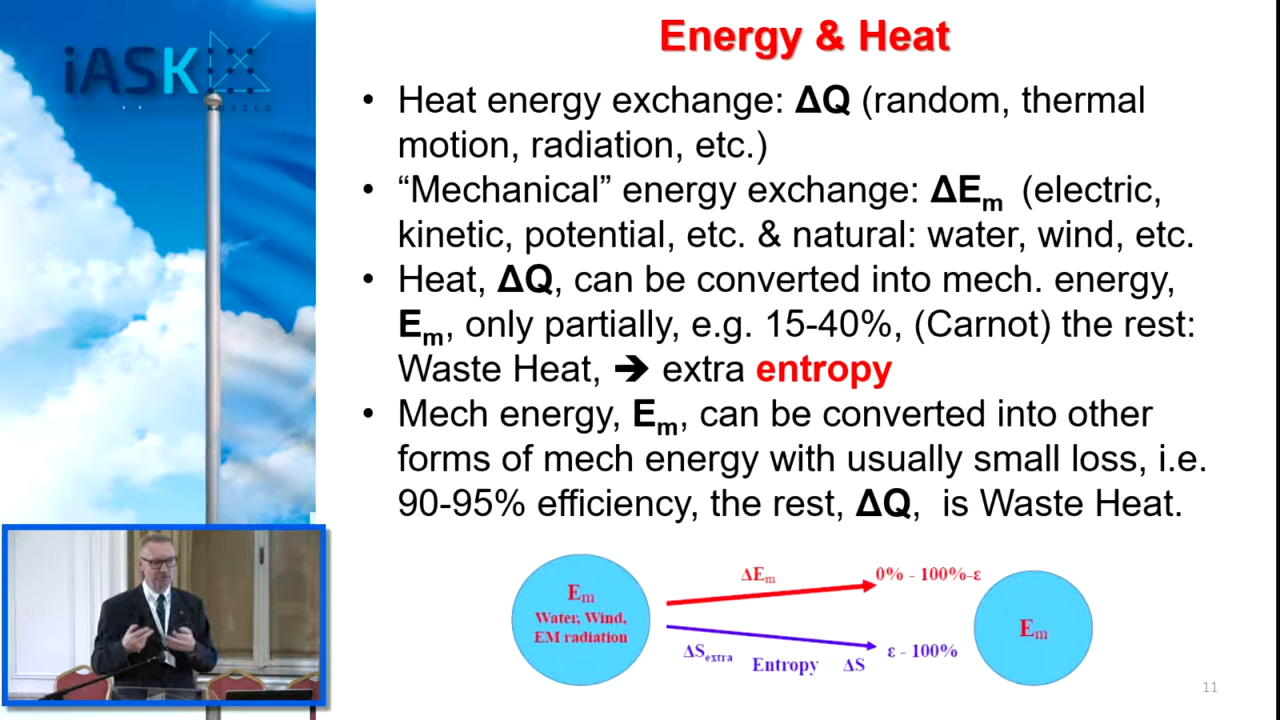 iASK
Energy & Heat
• Heat energy exchange: ΔQ (random, thermal
motion, radiation, etc.)
• “Mechanical” energy exchange: ΔEm (electric,
kinetic, potential, etc. & natural: water, wind, etc.
• Heat, ΔQ, can be converted into mech. energy,
Em, only partially, e.g. 15-40%, (Carnot) the rest:
Waste Heat, ➔ extra entropy
• Mech energy, Em, can be converted into other
forms of mech energy with usually small loss, i.e.
90-95% efficiency, the rest, ΔQ, is Waste Heat.
Em
Water, Wind,
EM radiation
ΔEm
0% - 100%-ε
ΔSextra
Entropy
ΔS
ε - 100%
Em
11